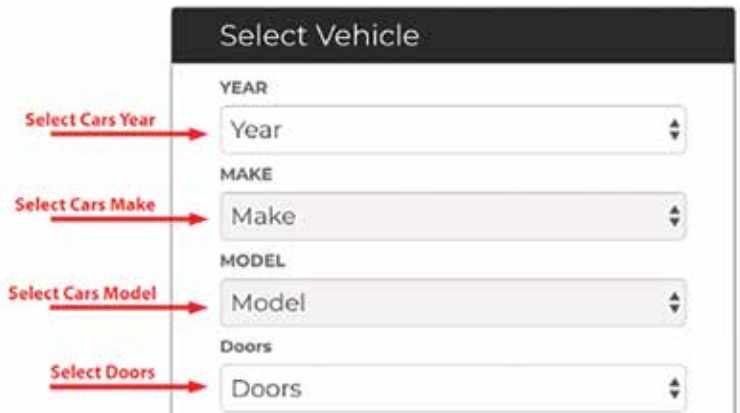 Select Vehicle
YEAR
Select Cars Year
Year
MAKE
Select Cars Make
Make
MODEL
Select Cars Model
Model
Doors
Select Doors
Doors